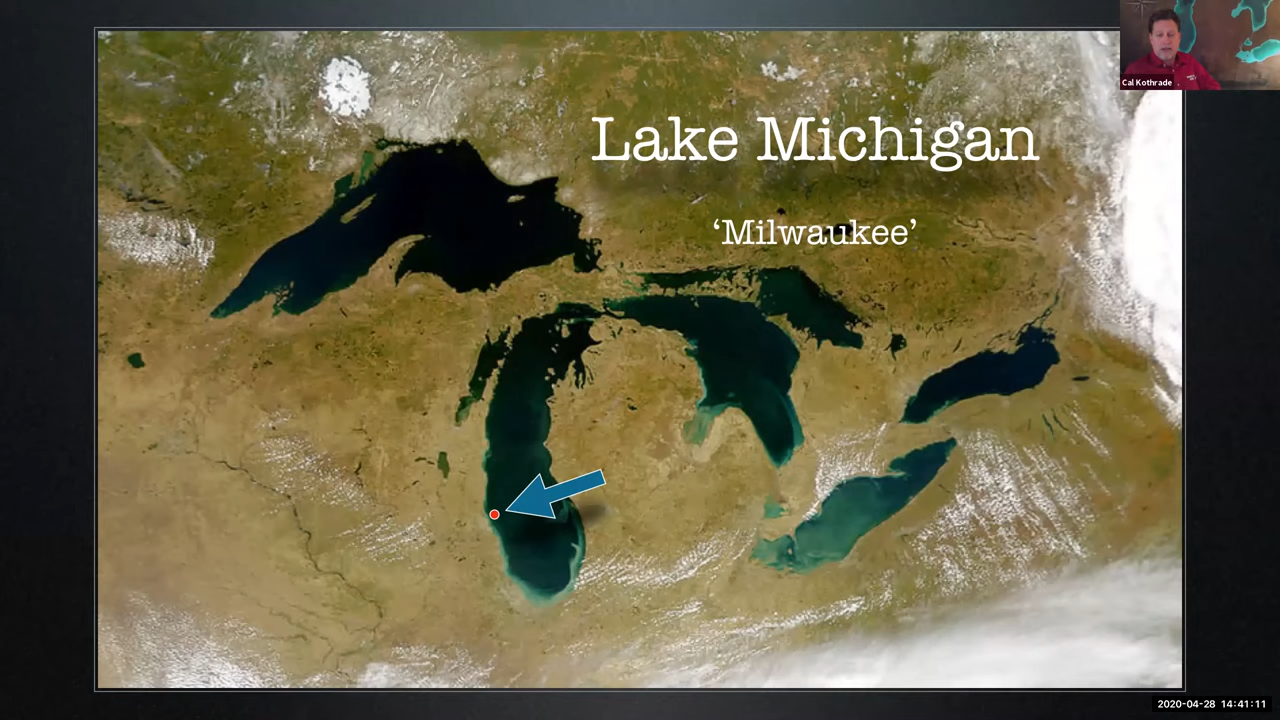 Lake Michigan
‘Milwaukee’
Cal Kothrade
2020-04-28 14:41:11